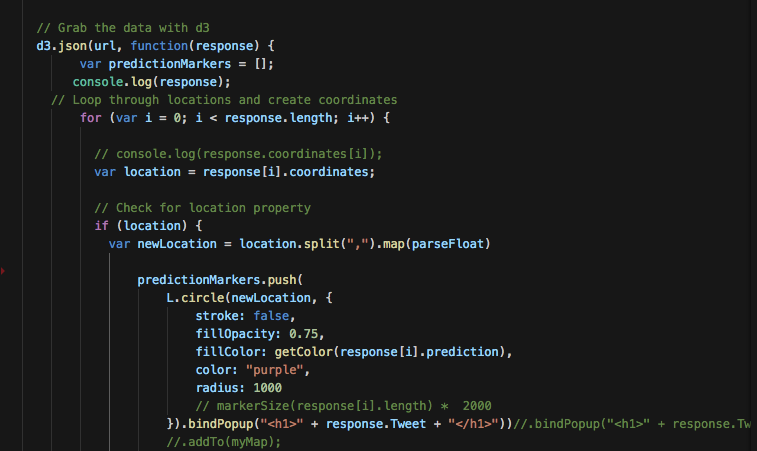 // Grab the data with d3
d3.json(url, function(response) {
var predictionMarkers = [];
console.log(response);
// Loop through locations and create coordinates
for (var i = 0; i < response.length; i++) {
// console.log(response.coordinates[i]);
var location = response[i].coordinates;
// Check for location property
if (location) {
var newLocation = location.split(",").map(parseFloat)
predictionMarkers.push(
L.circle(newLocation, {
stroke: false,
fillOpacity: 0.75,
fillColor: getColor(response[i].prediction),
color: "purple",
radius: 1000
// markerSize(response[i].length) * 2000
}).bindPopup("<h1>" + response.Tweet + "</h1>"))//.bindPopup("<h1>" + response.Tw
//.addTo(myMap);